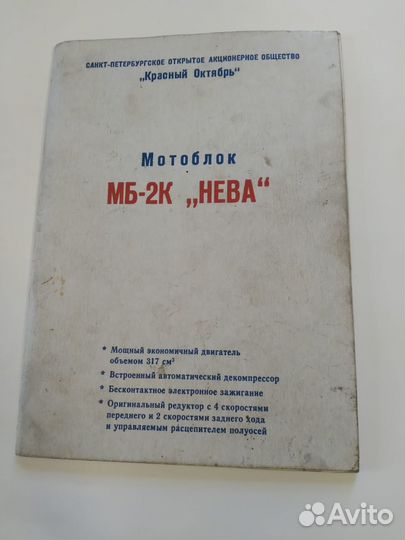 САНКТ-ПЕТЕРБУРГСКОЕ ОТКРЫТОЕ АКЦИОНЕРНОЕ ОБЩЕСТВО
„Красный Октябрь“
Мотоблок
МБ-2К „НЕВА“
* Мощный экономичный двигатель
объемом 317 см³
* Встроенный автоматический декомпрессор
* Бесконтактное электронное зажигание
* Оригинальный редуктор с 4 скоростями
переднего и 2 скоростями заднего хода
и управляемым расцепителем полуосей
Avito